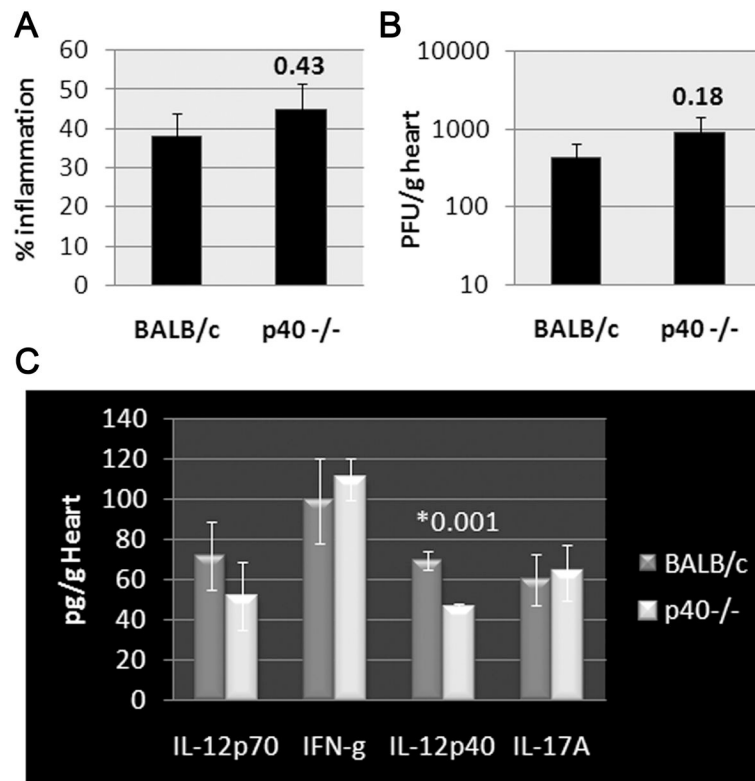 A
% inflammation
60
50
40
30
20
10
0
0.43
BALB/c p40 -/-
B
PFU/g heart
10000
1000
100
10
0.18
BALB/c p40 -/-
C
pg/g Heart
140
120
100
80
60
40
20
0
*0.001
IL-12p70 IFN-g IL-12p40 IL-17A
BALB/c
p40-/-